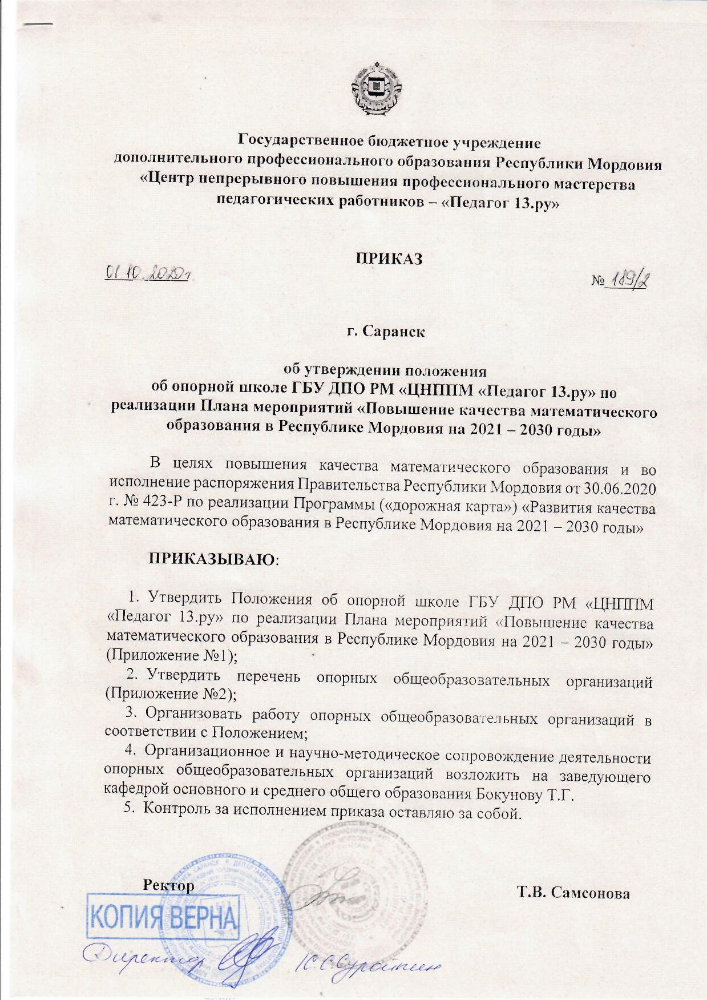 Государственное бюджетное учреждение
дополнительного профессионального образования Республики Мордовия
«Центр непрерывного повышения профессионального мастерства
педагогических работников – «Педагог 13.ру»
ПРИКАЗ
01 10. 2020г
№ 189/2
г. Саранск
об утверждении положения
об опорной школе ГБУ ДПО РМ «ЦНППМ «Педагог 13.ру» по
реализации Плана мероприятий «Повышение качества математического
образования в Республике Мордовия на 2021 – 2030 годы»
В целях повышения качества математического образования и во
исполнение распоряжения Правительства Республики Мордовия от 30.06.2020
г. № 423-Р по реализации Программы («дорожная карта») «Развития качества
математического образования в Республике Мордовия на 2021 – 2030 годы»
ПРИКАЗЫВАЮ:
1. Утвердить Положения об опорной школе ГБУ ДПО РМ «ЦНППМ
«Педагог 13.ру» по реализации Плана мероприятий «Повышение качества
математического образования в Республике Мордовия на 2021 – 2030 годы»
(Приложение №1);
2. Утвердить перечень опорных общеобразовательных организаций
(Приложение №2);
3. Организовать работу опорных общеобразовательных организаций в
соответствии с Положением;
4. Организационное и научно-методическое сопровождение деятельности
опорных общеобразовательных организаций возложить на заведующего
кафедрой основного и среднего общего образования Бокунову Т.Г.
5. Контроль за исполнением приказа оставляю за собой.
Ректор
Т.В. Самсонова
КОПИЯ ВЕРНА
Директор